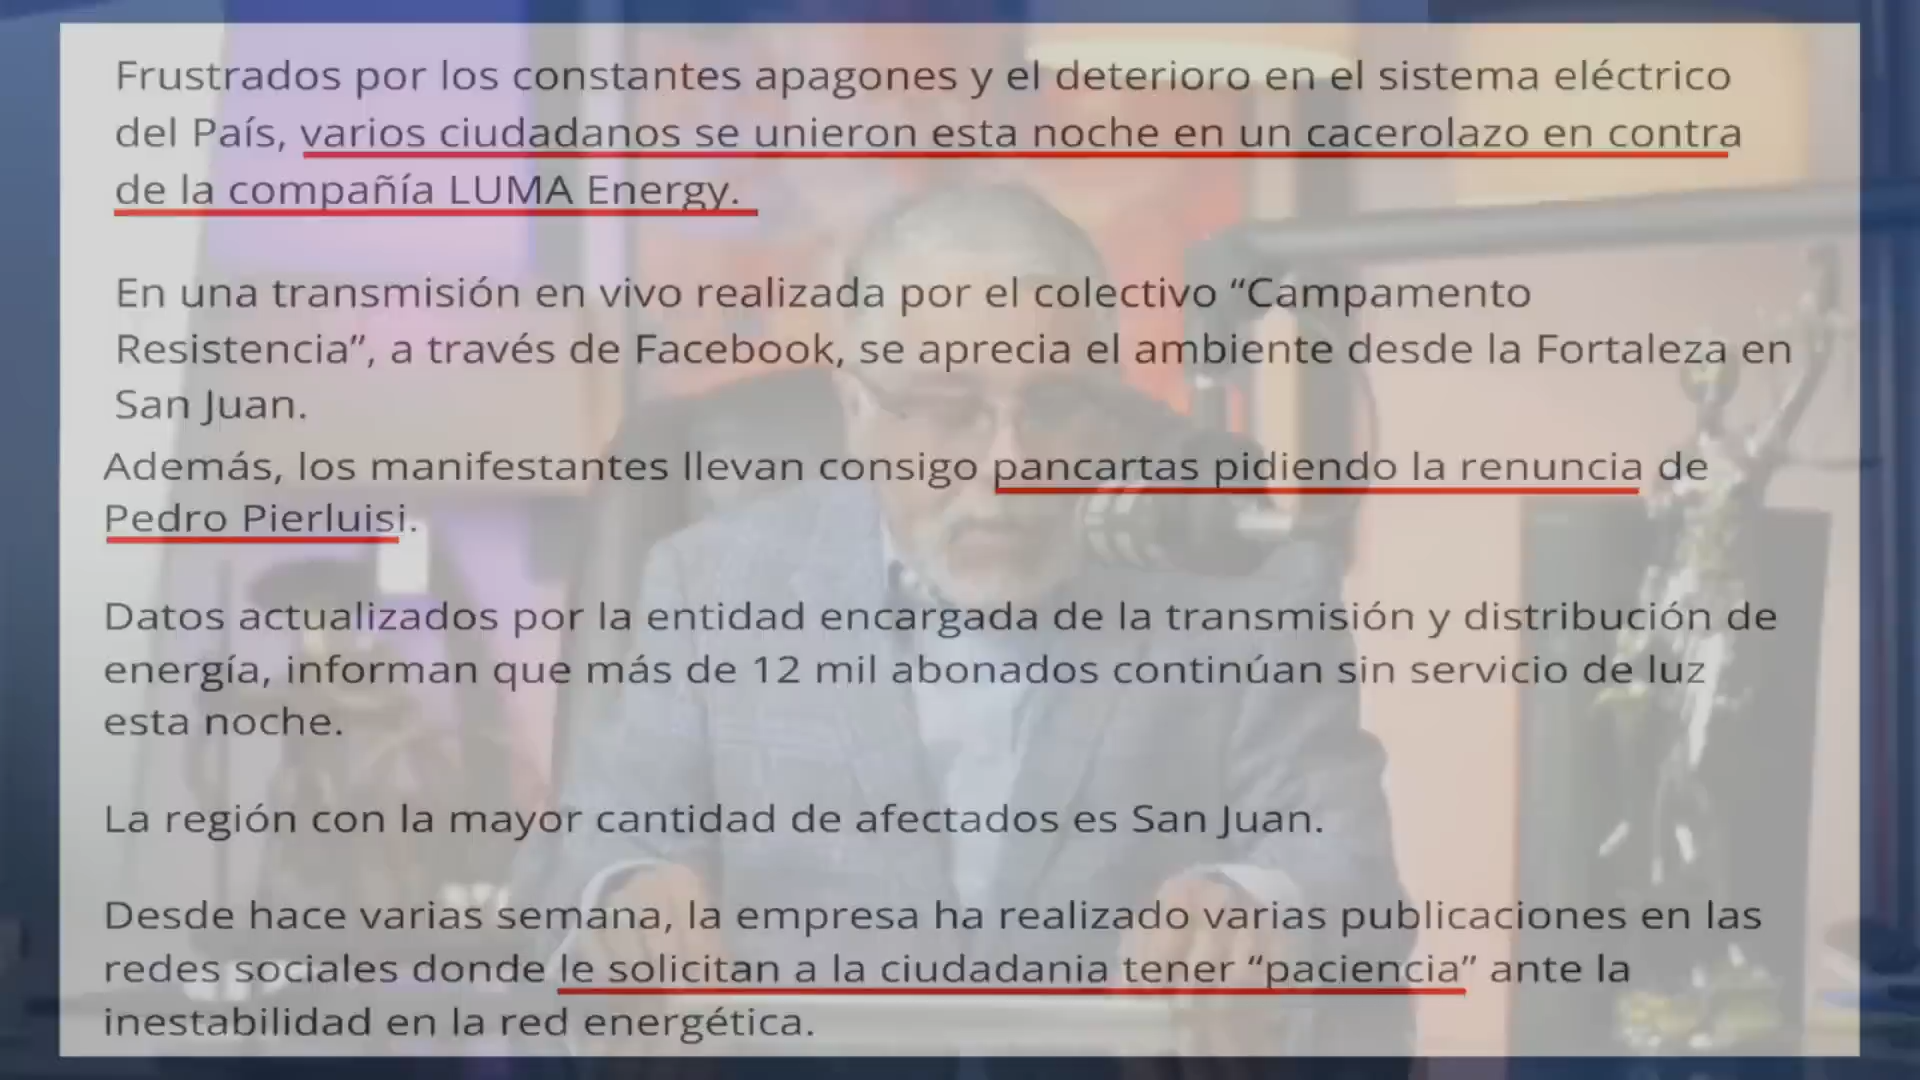 Frustrados por los constantes apagones y el deterioro en el sistema eléctrico
del País, varios ciudadanos se unieron esta noche en un cacerolazo en contra
de la compañía LUMA Energy.
En una transmisión en vivo realizada por el colectivo “Campamento
Resistencia”, a través de Facebook, se aprecia el ambiente desde la Fortaleza en
San Juan.
Además, los manifestantes llevan consigo pancartas pidiendo la renuncia de
Pedro Pierluisi.
Datos actualizados por la entidad encargada de la transmisión y distribución de
energía, informan que más de 12 mil abonados continúan sin servicio de luz
esta noche.
La región con la mayor cantidad de afectados es San Juan.
Desde hace varias semana, la empresa ha realizado varias publicaciones en las
redes sociales donde le solicitan a la ciudadania tener “paciencia” ante la
inestabilidad en la red energética.